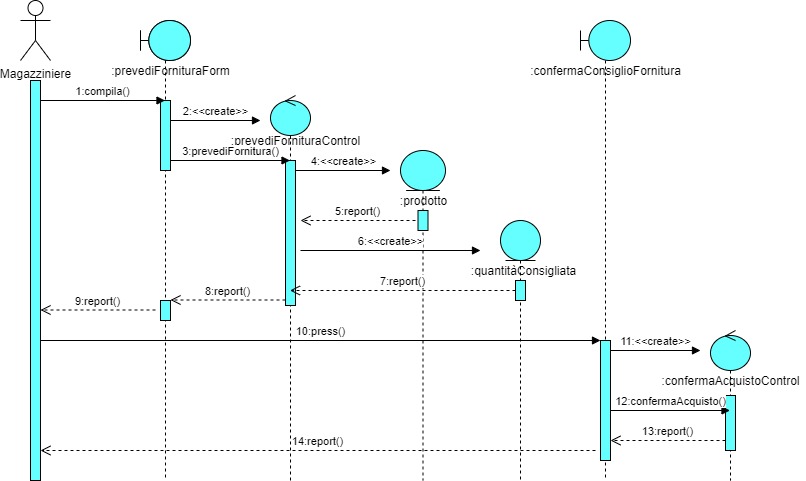 Magazziniere
:prevediFornituraForm
:confermaConsiglioFornitura
1:compila()
2:<<create>>
:prevediFornituraControl
3:prevediFornitura()
4:<<create>>
:prodotto
5:report()
6:<<create>>
:quantitàConsigliata
7:report()
8:report()
9:report()
10:press()
11:<<create>>
:confermaAcquistoControl
12:confermaAcquisto()
13:report()
14:report()